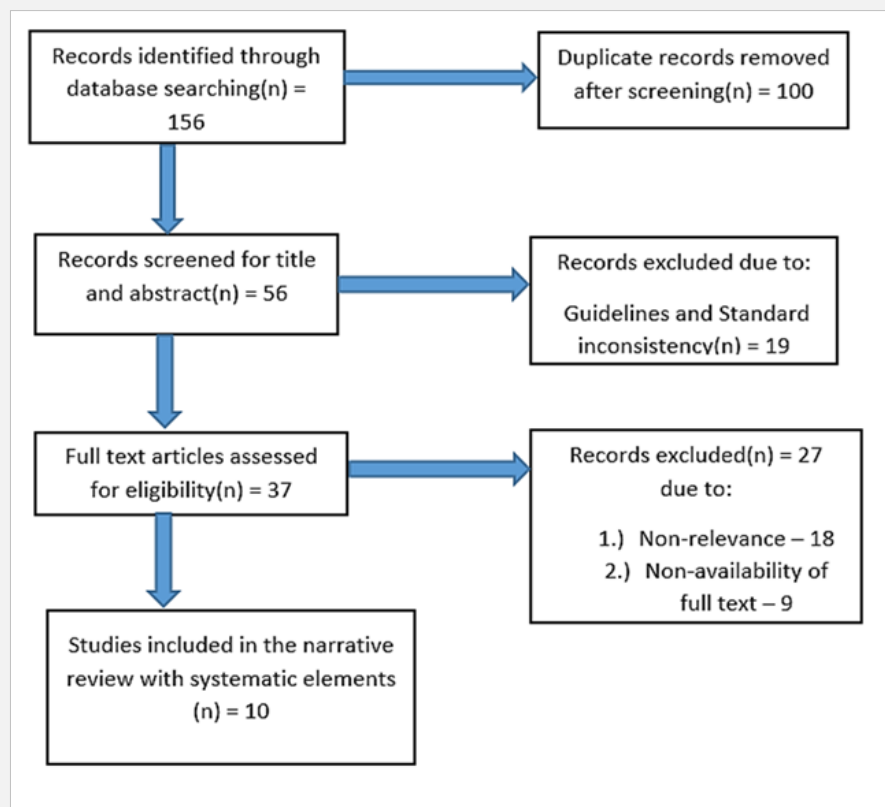 Records identified through
database searching(n) =
156
Duplicate records removed
after screening(n) = 100
Records screened for title
and abstract(n) = 56
Records excluded due to:
Guidelines and Standard
inconsistency(n) = 19
Full text articles assessed
for eligibility(n) = 37
Records excluded(n) = 27
due to:
1.) Non-relevance – 18
2.) Non-availability of
full text – 9
Studies included in the narrative
review with systematic elements
(n) = 10